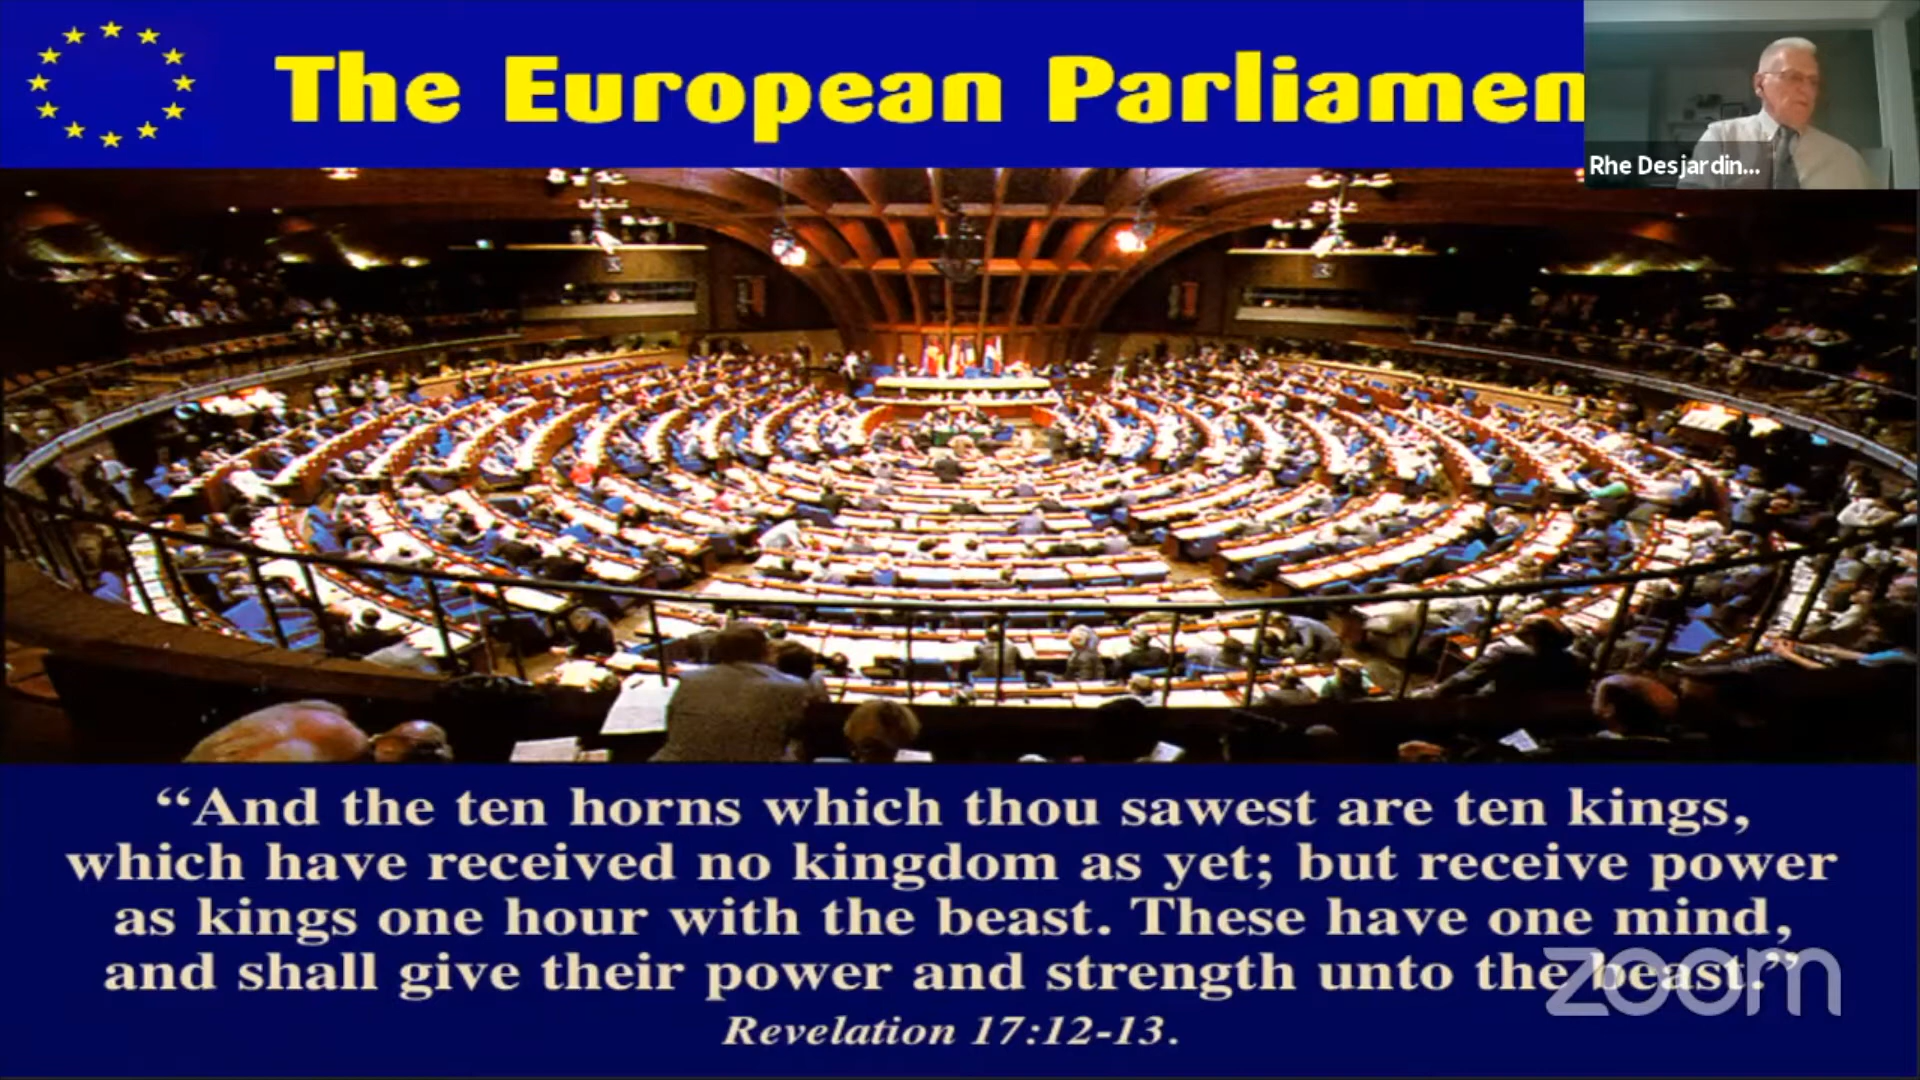 The European Parliamen
Rhe Desjardin...
“And the ten horns which thou sawest are ten kings,
which have received no kingdom as yet; but receive power
as kings one hour with the beast. These have one mind,
and shall give their power and strength unto the beast.”
zoom
Revelation 17:12-13.